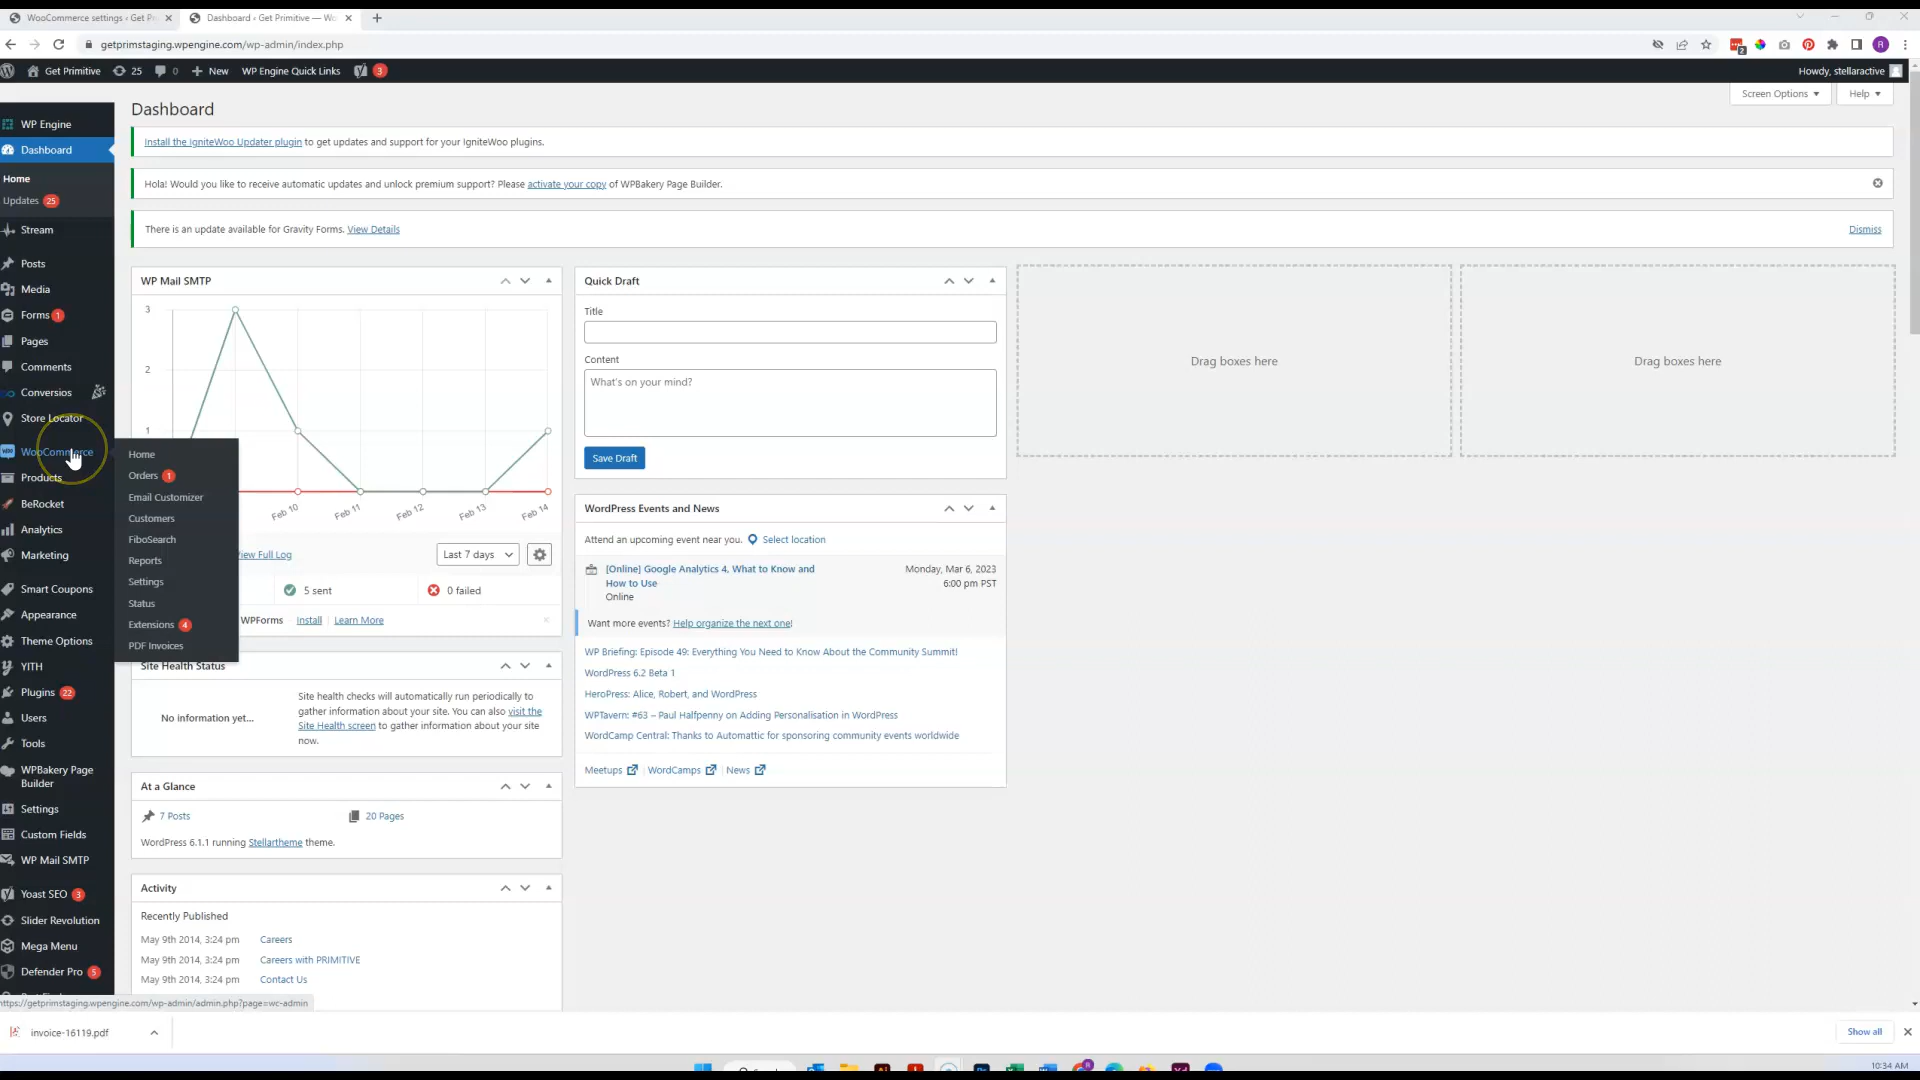 WooCommerce settings ‹ Get Pri
Dashboard ‹ Get Primitive — Wo
getprimstaging.wpengine.com/wp-admin/index.php
Get Primitive 25 0 New WP Engine Quick Links 3
Howdy, stellaractive
Screen Options
Help
WP Engine
Dashboard
Home
Updates 25
Stream
Posts
Media
Forms 1
Pages
Comments
Conversios
Store Locator
WooCommerce
Products
BeRocket
Analytics
Marketing
Smart Coupons
Appearance
Theme Options
YITH
Plugins 22
Users
Tools
WPBakery Page
Builder
Settings
Custom Fields
WP Mail SMTP
Yoast SEO 3
Slider Revolution
Mega Menu
Defender Pro 5
Home
Orders 1
Email Customizer
Customers
FiboSearch
Reports
Settings
Status
Extensions 4
PDF Invoices
Dashboard
Install the IgniteWoo Updater plugin to get updates and support for your IgniteWoo plugins.
Hola! Would you like to receive automatic updates and unlock premium support? Please activate your copy of WPBakery Page Builder.
There is an update available for Gravity Forms. View Details
Dismiss
WP Mail SMTP
3
2
1
Feb 10 Feb 11 Feb 12 Feb 13 Feb 14
View Full Log
Last 7 days
5 sent
0 failed
WPForms Install Learn More
Site Health Status
No information yet...
Site health checks will automatically run periodically to
gather information about your site. You can also visit the
Site Health screen to gather information about your site
now.
At a Glance
7 Posts
20 Pages
WordPress 6.1.1 running Stellartheme theme.
Activity
Recently Published
May 9th 2014, 3:24 pm Careers
May 9th 2014, 3:24 pm Careers with PRIMITIVE
May 9th 2014, 3:24 pm Contact Us
Quick Draft
Title
Content
What's on your mind?
Save Draft
WordPress Events and News
Attend an upcoming event near you. Select location
[Online] Google Analytics 4, What to Know and
How to Use
Online
Monday, Mar 6, 2023
6:00 pm PST
Want more events? Help organize the next one!
WP Briefing: Episode 49: Everything You Need to Know About the Community Summit!
WordPress 6.2 Beta 1
HeroPress: Alice, Robert, and WordPress
WPTavern: #63 – Paul Halfpenny on Adding Personalisation in WordPress
WordCamp Central: Thanks to Automattic for sponsoring community events worldwide
Meetups WordCamps News
Drag boxes here
Drag boxes here
https://getprimstaging.wpengine.com/wp-admin/admin.php?page=wc-admin
invoice-16119.pdf
Show all
10:34 AM